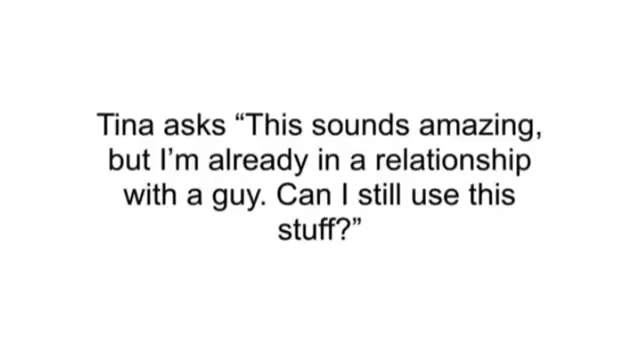 Tina asks “This sounds amazing,
but I’m already in a relationship
with a guy. Can I still use this
stuff?”